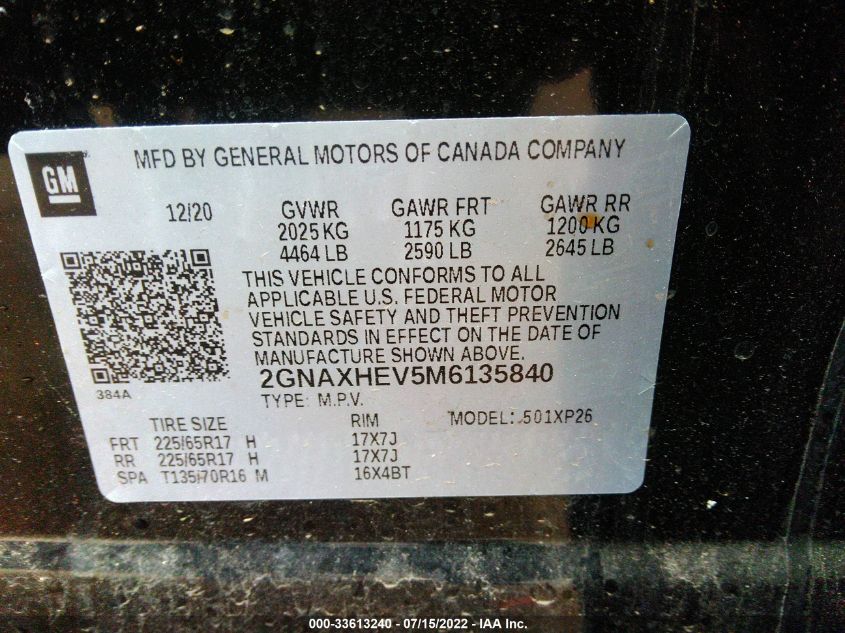 MFD BY GENERAL MOTORS OF CANADA COMPANY
GM
12/20 GVWR GAWR FRT GAWR RR
2025 KG 1175 KG 1200 KG
4464 LB 2590 LB 2645 LB
THIS VEHICLE CONFORMS TO ALL
APPLICABLE U.S. FEDERAL MOTOR
VEHICLE SAFETY AND THEFT PREVENTION
STANDARDS IN EFFECT ON THE DATE OF
MANUFACTURE SHOWN ABOVE.
384A
2GNAXHEV5M6135840
TYPE: M.P.V.
TIRE SIZE RIM MODEL: 501XP26
FRT 225/65R17 H 17X7J
RR 225/65R17 H 17X7J
SPA T135/70R16 M 16X4BT
000-33613240 - 07/15/2022 - IAA Inc.